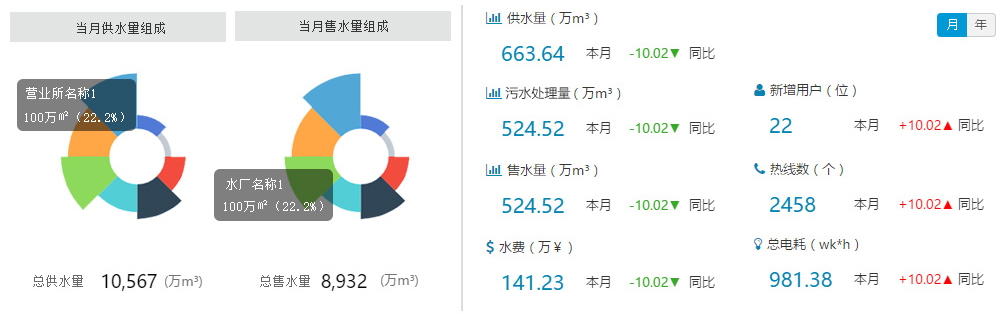 当月供水量组成
营业所名称1
100万㎡（22.2%）
总供水量 10,567 (万m³)
当月售水量组成
水厂名称1
100万㎡（22.2%）
总售水量 8,932 (万m³)
月 年
供水量 ( 万m³ )
663.64 本月 -10.02▼ 同比
污水处理量 ( 万m³ )
524.52 本月 -10.02▼ 同比
售水量 ( 万m³ )
524.52 本月 -10.02▼ 同比
$ 水费 ( 万¥ )
141.23 本月 -10.02▼ 同比
新增用户 ( 位 )
22 本月 +10.02▲ 同比
热线数 ( 个 )
2458 本月 +10.02▲ 同比
总电耗 ( wk*h )
981.38 本月 +10.02▲ 同比